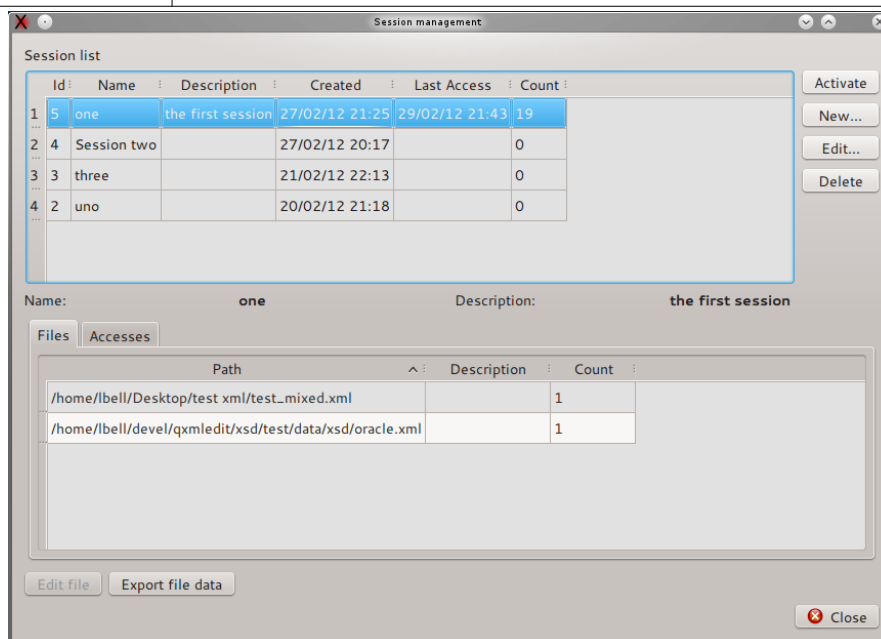 Session management
Session list
Id Name Description Created Last Access Count
1 5 one the first session 27/02/12 21:25 29/02/12 21:43 19
2 4 Session two 27/02/12 20:17 0
3 3 three 21/02/12 22:13 0
4 2 uno 20/02/12 21:18 0
Activate
New...
Edit...
Delete
Name: one Description: the first session
Files Accesses
Path Description Count
/home/lbell/Desktop/test xml/test_mixed.xml 1
/home/lbell/devel/qxmledit/xsd/test/data/xsd/oracle.xml 1
Edit file Export file data
Close